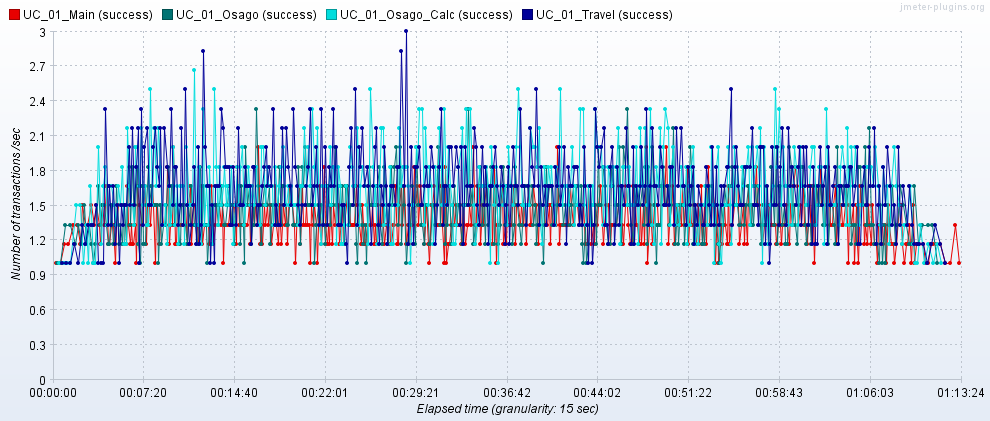 jmeter-plugins.org
UC_01_Main (success) UC_01_Osago (success) UC_01_Osago_Calc (success) UC_01_Travel (success)
3
2.7
2.4
2.1
1.8
1.5
1.2
0.9
0.6
0.3
0
Number of transactions /sec
00:00:00 00:07:20 00:14:40 00:22:01 00:29:21 00:36:42 00:44:02 00:51:22 00:58:43 01:06:03 01:13:24
Elapsed time (granularity: 15 sec)